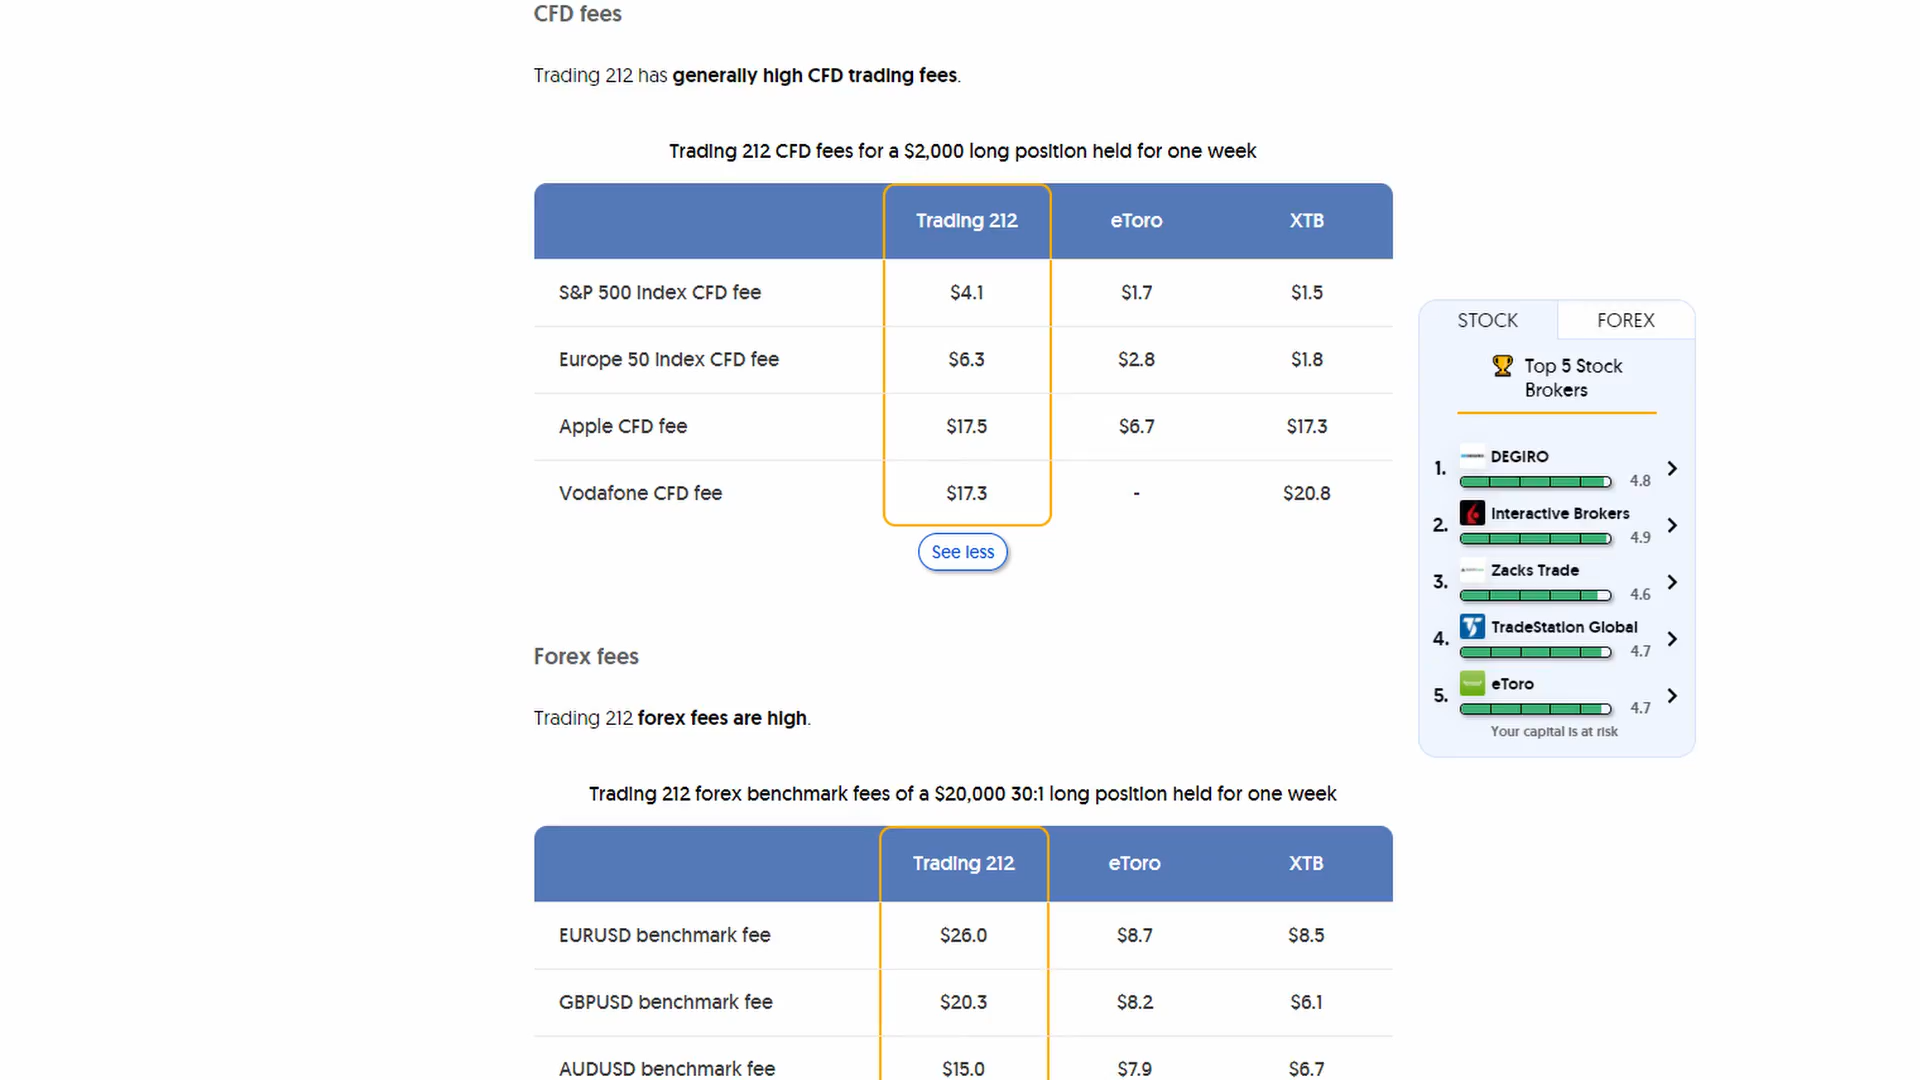 CFD fees
Trading 212 has generally high CFD trading fees.
Trading 212 CFD fees for a $2,000 long position held for one week
Trading 212 eToro XTB
S&P 500 Index CFD fee $4.1 $1.7 $1.5
Europe 50 Index CFD fee $6.3 $2.8 $1.8
Apple CFD fee $17.5 $6.7 $17.3
Vodafone CFD fee $17.3 - $20.8
See less
Forex fees
Trading 212 forex fees are high.
Trading 212 forex benchmark fees of a $20,000 30:1 long position held for one week
Trading 212 eToro XTB
EURUSD benchmark fee $26.0 $8.7 $8.5
GBPUSD benchmark fee $20.3 $8.2 $6.1
AUDUSD benchmark fee $15.0 $7.9 $6.7
STOCK FOREX
Top 5 Stock
Brokers
1. DEGIRO 4.8
2. Interactive Brokers 4.9
3. Zacks Trade 4.6
4. TradeStation Global 4.7
5. eToro 4.7
Your capital is at risk